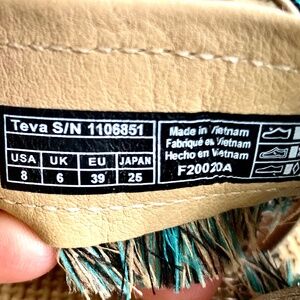 Teva S/N 1106851
USA UK EU JAPAN
8 6 39 25
Made in Vietnam
Fabriqué en Vietnam
Hecho en Vietnam
F20020A